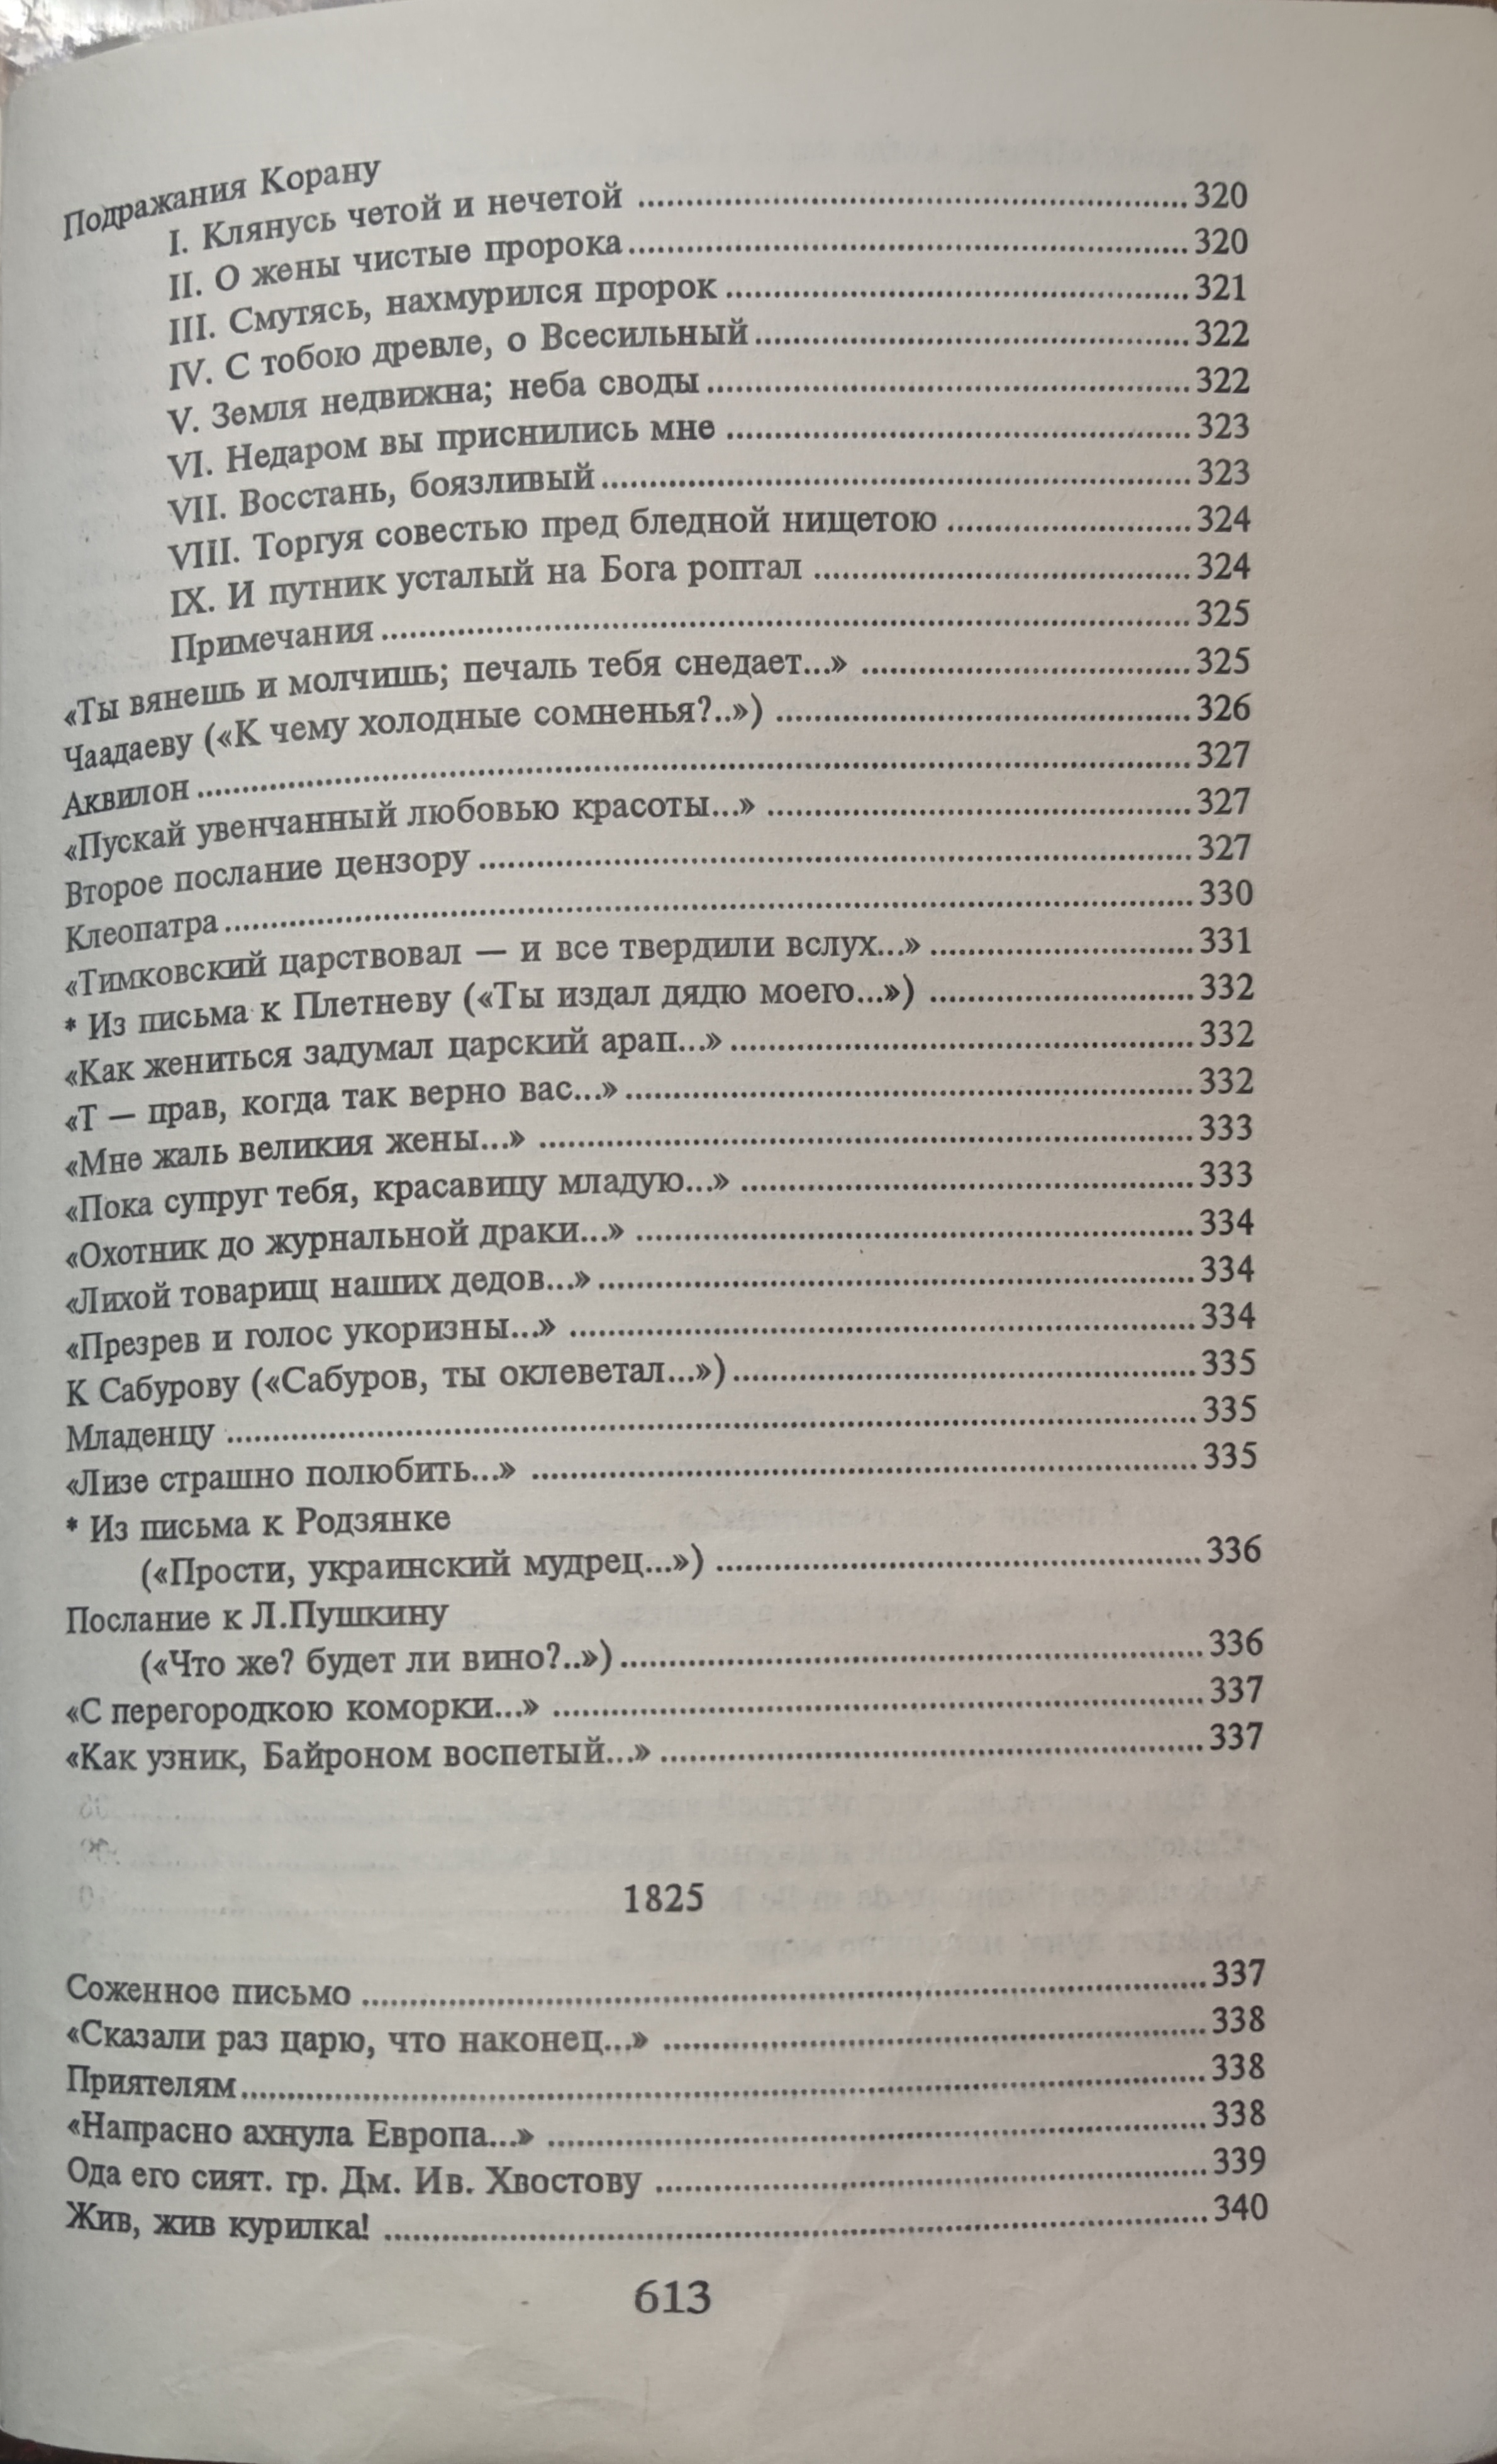 Подражания Корану
I. Клянусь четой и нечетой ........ 320
II. О жены чистые пророка ........ 320
III. Смутясь, нахмурился пророк ........ 321
IV. С тобою древле, о Всесильный ........ 322
V. Земля недвижна; неба своды ........ 322
VI. Недаром вы приснились мне ........ 323
VII. Восстань, боязливый ........ 323
VIII. Торгуя совестью пред бледной нищетою ........ 324
IX. И путник усталый на Бога роптал ........ 324
Примечания ........ 325
«Ты вянешь и молчишь; печаль тебя снедает...» ........ 325
Чаадаеву («К чему холодные сомненья?..») ........ 326
Аквилон ........ 327
«Пускай увенчанный любовью красоты...» ........ 327
Второе послание цензору ........ 327
Клеопатра ........ 330
«Тимковский царствовал — и все твердили вслух...» ........ 331
* Из письма к Плетневу («Ты издал дядю моего...») ........ 332
«Как жениться задумал царский арап...» ........ 332
«Т — прав, когда так верно вас...» ........ 332
«Мне жаль великия жены...» ........ 333
«Пока супруг тебя, красавицу младую...» ........ 333
«Охотник до журнальной драки...» ........ 334
«Лихой товарищ наших дедов...» ........ 334
«Презрев и голос укоризны...» ........ 334
К Сабурову («Сабуров, ты оклеветал...») ........ 335
Младенцу ........ 335
«Лизе страшно полюбить...» ........ 335
* Из письма к Родзянке
(«Прости, украинский мудрец...») ........ 336
Послание к Л.Пушкину
(«Что же? будет ли вино?..») ........ 336
«С перегородкою коморки...» ........ 337
«Как узник, Байроном воспетый...» ........ 337
1825
Сожженное письмо ........ 337
«Сказали раз царю, что наконец...» ........ 338
Приятелям ........ 338
«Напрасно ахнула Европа...» ........ 338
Ода его сият. гр. Дм. Ив. Хвостову ........ 339
Жив, жив курилка! ........ 340
613